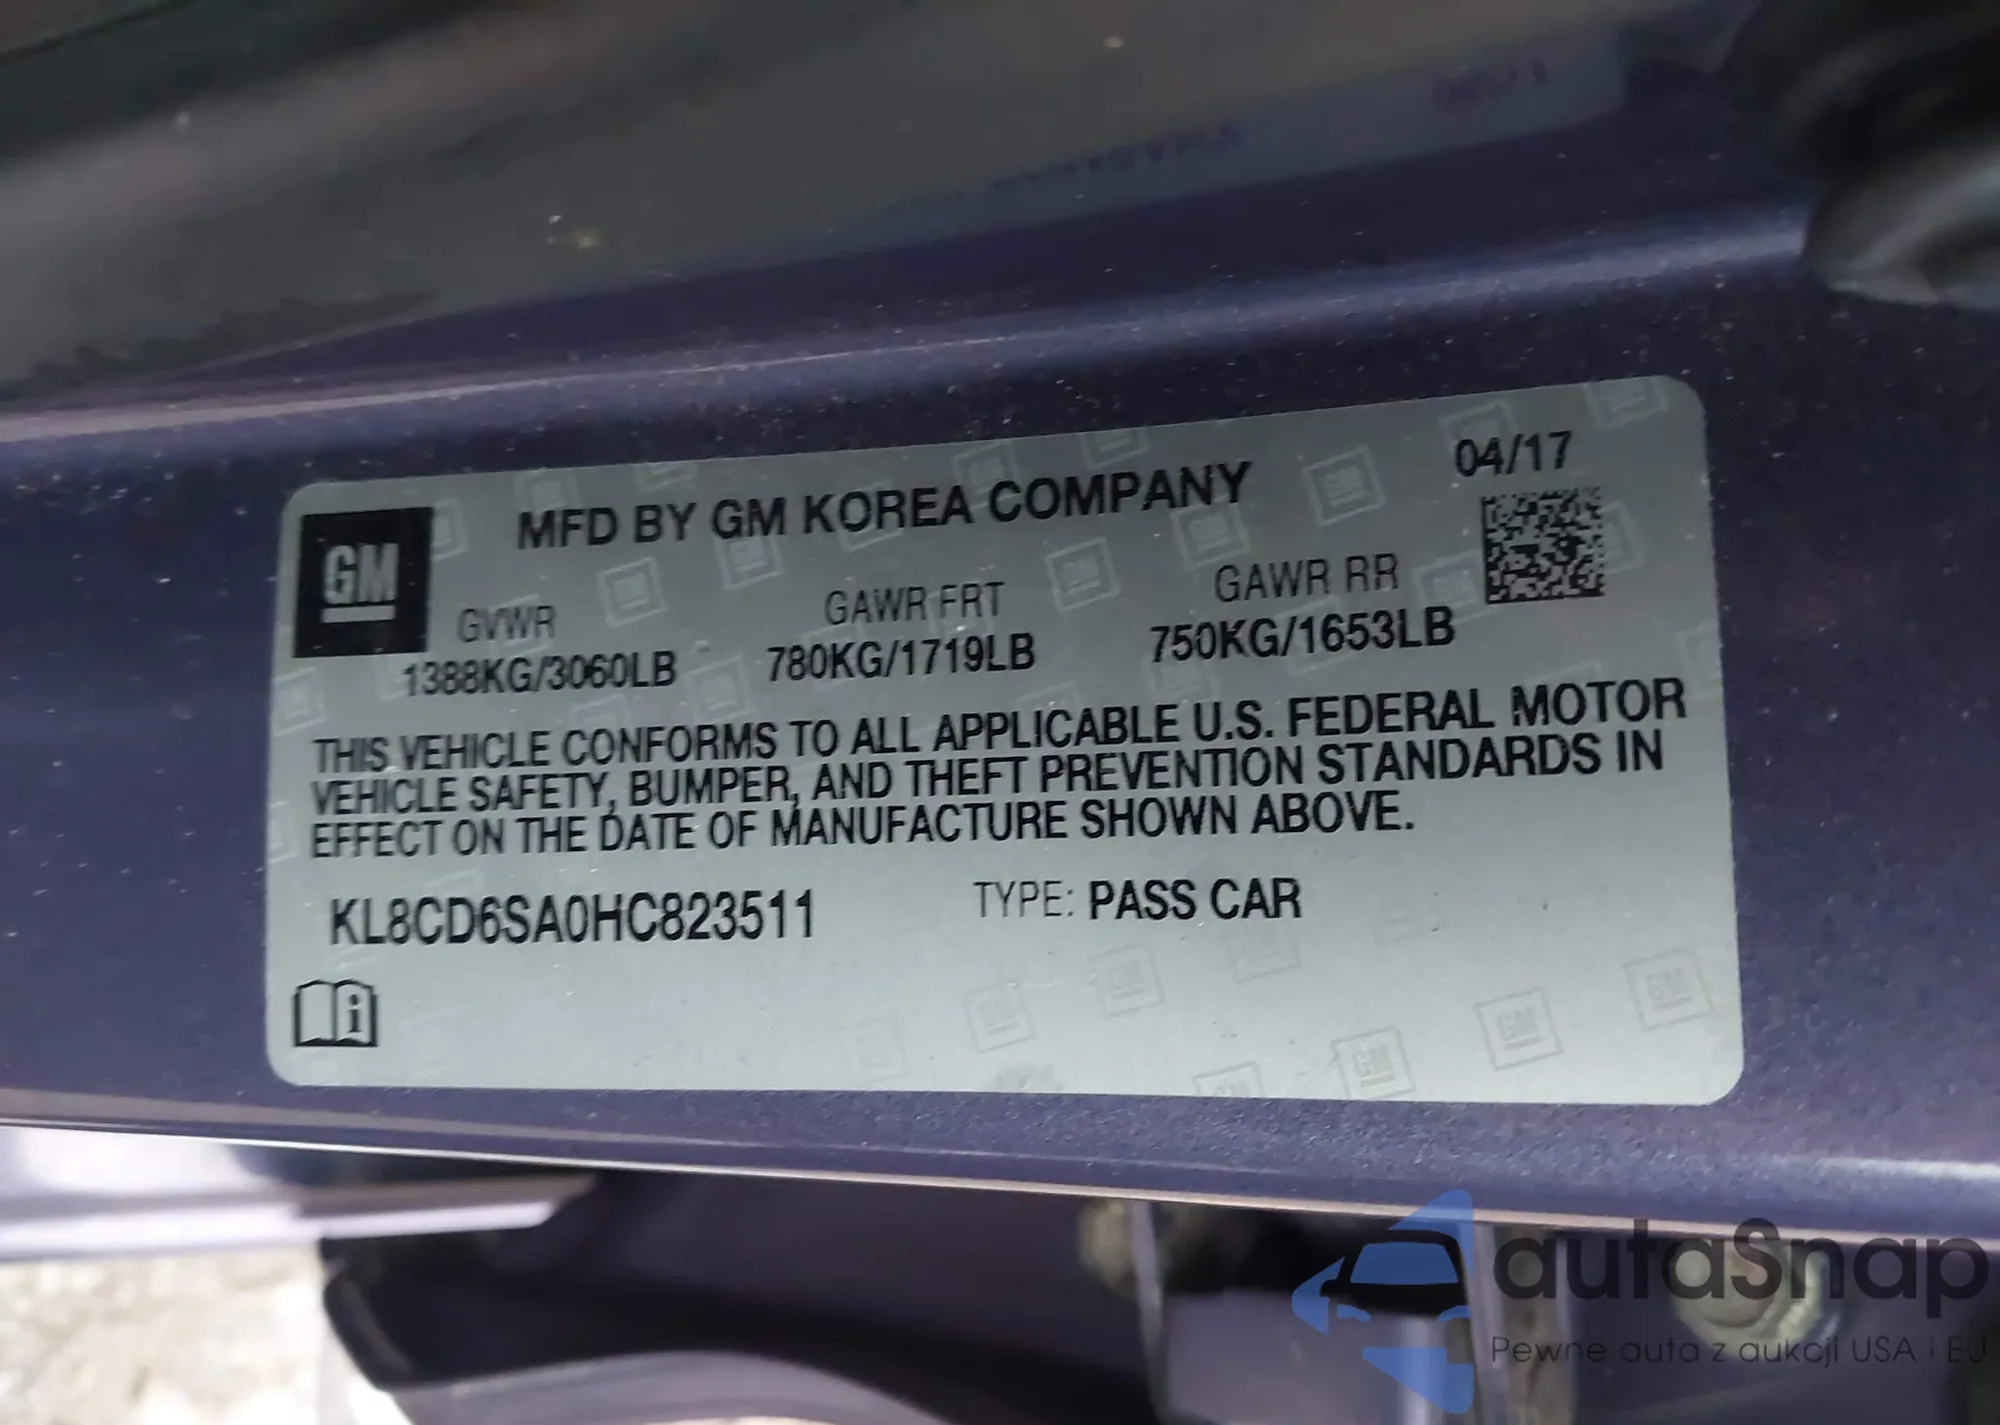 04/17
MFD BY GM KOREA COMPANY
GM
GVWR GAWR FRT GAWR RR
1388KG/3060LB 780KG/1719LB 750KG/1653LB
THIS VEHICLE CONFORMS TO ALL APPLICABLE U.S. FEDERAL MOTOR
VEHICLE SAFETY, BUMPER, AND THEFT PREVENTION STANDARDS IN
EFFECT ON THE DATE OF MANUFACTURE SHOWN ABOVE.
KL8CD6SA0HC823511 TYPE: PASS CAR
autaSnap
Pewne auta z aukcji USA i EU